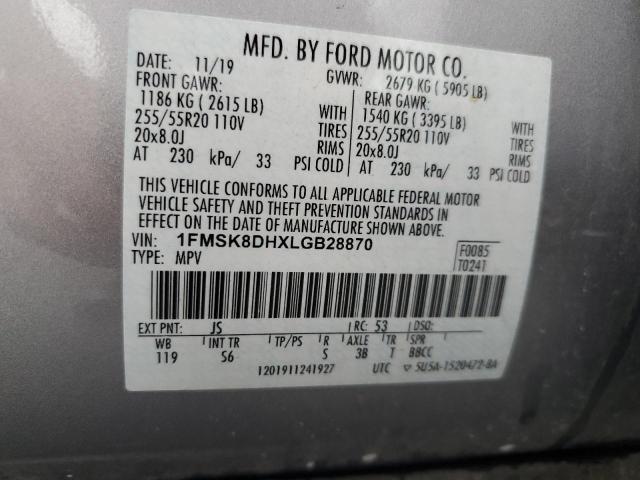 MFD. BY FORD MOTOR CO.
DATE: 11/19 GVWR: 2679 KG ( 5905 LB)
FRONT GAWR: REAR GAWR:
1186 KG ( 2615 LB) WITH 1540 KG ( 3395 LB) WITH
255/55R20 110V TIRES 255/55R20 110V TIRES
20x8.0J RIMS 20x8.0J RIMS
AT 230 kPa/ 33 PSI COLD AT 230 kPa/ 33 PSI COLD
THIS VEHICLE CONFORMS TO ALL APPLICABLE FEDERAL MOTOR
VEHICLE SAFETY AND THEFT PREVENTION STANDARDS IN
EFFECT ON THE DATE OF MANUFACTURE SHOWN ABOVE.
VIN: 1FMSK8DHXLGB28870 F0085
TYPE: MPV T0241
EXT PNT: JS RC: 53 DSO:
WB INT TR TP/PS R AXLE TR SPR
119 S6 S 3B T BBCC
1201911241927 UTC ▽ 5U5A-1520472-BA